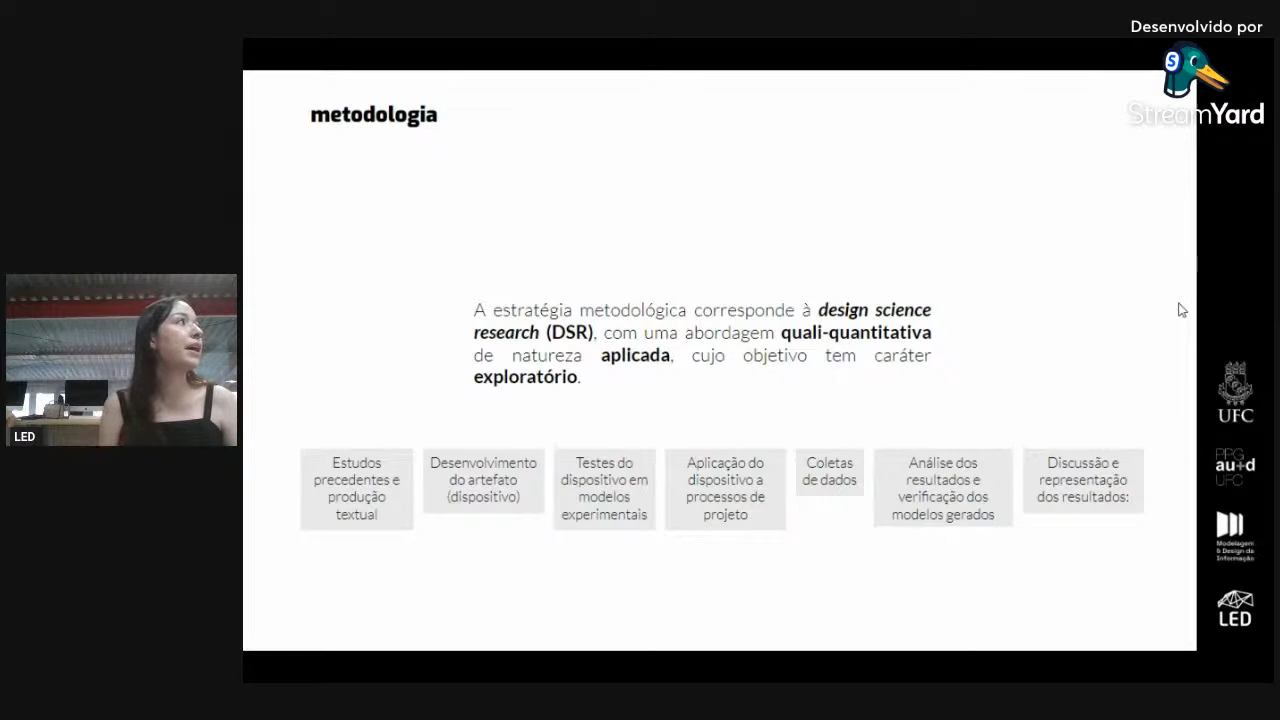 Desenvolvido por
StreamYard
metodologia
A estratégia metodológica corresponde à design science
research (DSR), com uma abordagem quali-quantitativa
de natureza aplicada, cujo objetivo tem caráter
exploratório.
Estudos
precedentes e
produção
textual
Desenvolvimento
do artefato
(dispositivo)
Testes do
dispositivo em
modelos
experimentais
Aplicação do
dispositivo a
processos de
projeto
Coletas
de dados
Análise dos
resultados e
verificação dos
modelos gerados
Discussão e
representação
dos resultados:
LED
UFC
PPG
au+d
UFC
Modelagem
& Design da
Informação
LED